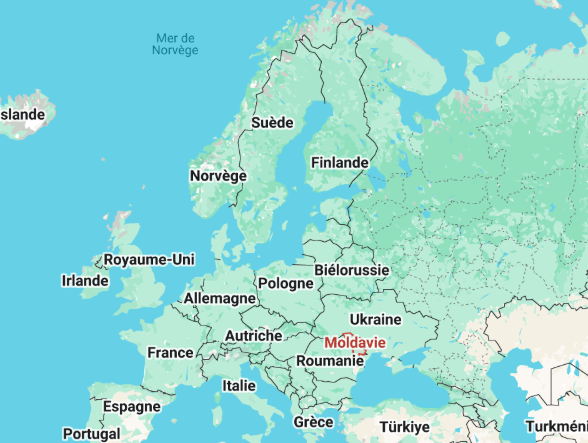 Mer de
Norvège
slande
Suède
Finlande
Norvège
Royaume-Uni
Irlande
Biélorussie
Pologne
Allemagne
Ukraine
Autriche
Moldavie
France
Roumanie
Italie
Espagne
Grèce
Türkiye
Turkmén
Portugal